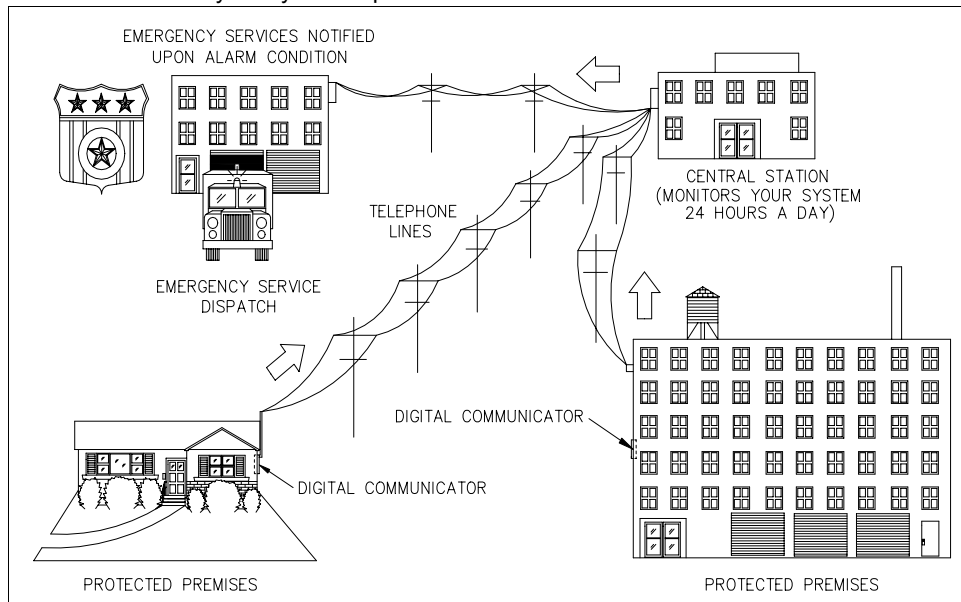 EMERGENCY SERVICES NOTIFIED
UPON ALARM CONDITION
CENTRAL STATION
(MONITORS YOUR SYSTEM
24 HOURS A DAY)
TELEPHONE
LINES
EMERGENCY SERVICE
DISPATCH
DIGITAL COMMUNICATOR
DIGITAL COMMUNICATOR
PROTECTED PREMISES
PROTECTED PREMISES